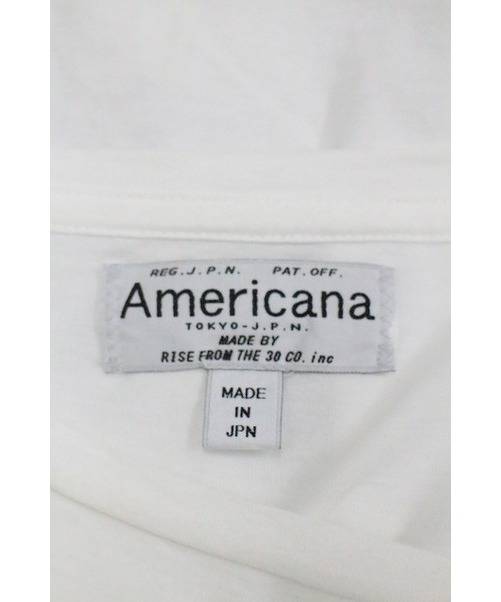 REG.J.P.N. PAT.OFF.
Americana
TOKYO-J.P.N.
MADE BY
RISE FROM THE 30 CO. inc
MADE
IN
JPN